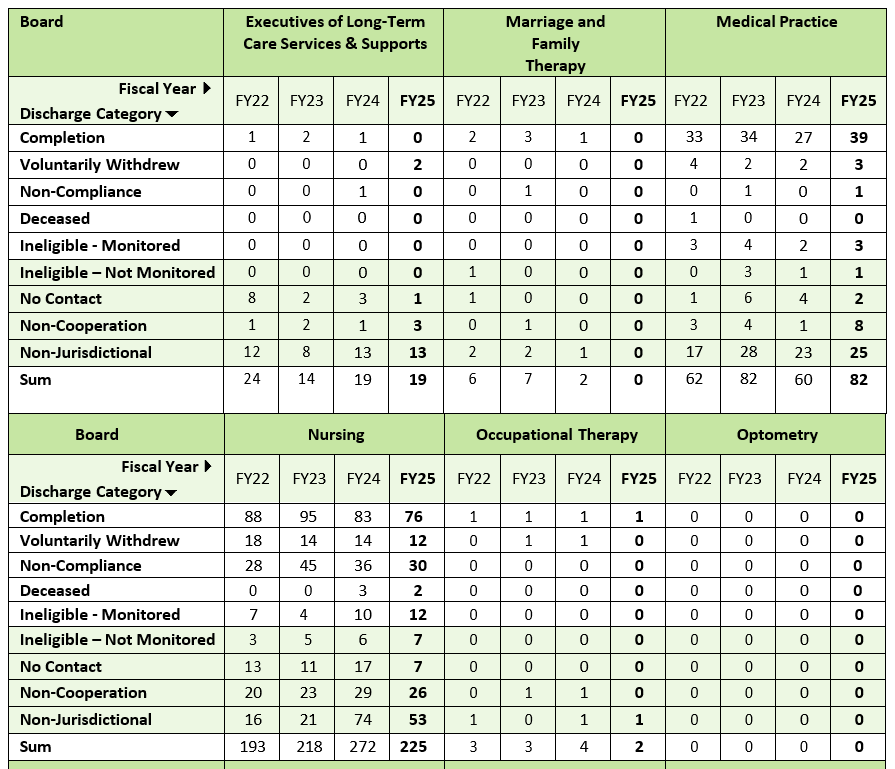 Board Executives of Long-Term Care Services & Supports Marriage and Family Therapy Medical Practice
Fiscal Year
Discharge Category FY22 FY23 FY24 FY25 FY22 FY23 FY24 FY25 FY22 FY23 FY24 FY25
Completion 1 2 1 0 2 3 1 0 33 34 27 39
Voluntarily Withdrew 0 0 0 2 0 0 0 0 4 2 2 3
Non-Compliance 0 0 1 0 0 1 0 0 0 1 0 1
Deceased 0 0 0 0 0 0 0 0 1 0 0 0
Ineligible - Monitored 0 0 0 0 0 0 0 0 3 4 2 3
Ineligible – Not Monitored 0 0 0 0 1 0 0 0 0 3 1 1
No Contact 8 2 3 1 1 0 0 0 1 6 4 2
Non-Cooperation 1 2 1 3 0 1 0 0 3 4 1 8
Non-Jurisdictional 12 8 13 13 2 2 1 0 17 28 23 25
Sum 24 14 19 19 6 7 2 0 62 82 60 82
Board Nursing Occupational Therapy Optometry
Fiscal Year
Discharge Category FY22 FY23 FY24 FY25 FY22 FY23 FY24 FY25 FY22 FY23 FY24 FY25
Completion 88 95 83 76 1 1 1 1 0 0 0 0
Voluntarily Withdrew 18 14 14 12 0 1 1 0 0 0 0 0
Non-Compliance 28 45 36 30 0 0 0 0 0 0 0 0
Deceased 0 0 3 2 0 0 0 0 0 0 0 0
Ineligible - Monitored 7 4 10 12 0 0 0 0 0 0 0 0
Ineligible – Not Monitored 3 5 6 7 0 0 0 0 0 0 0 0
No Contact 13 11 17 7 0 0 0 0 0 0 0 0
Non-Cooperation 20 23 29 26 0 1 1 0 0 0 0 0
Non-Jurisdictional 16 21 74 53 1 0 1 1 0 0 0 0
Sum 193 218 272 225 3 3 4 2 0 0 0 0